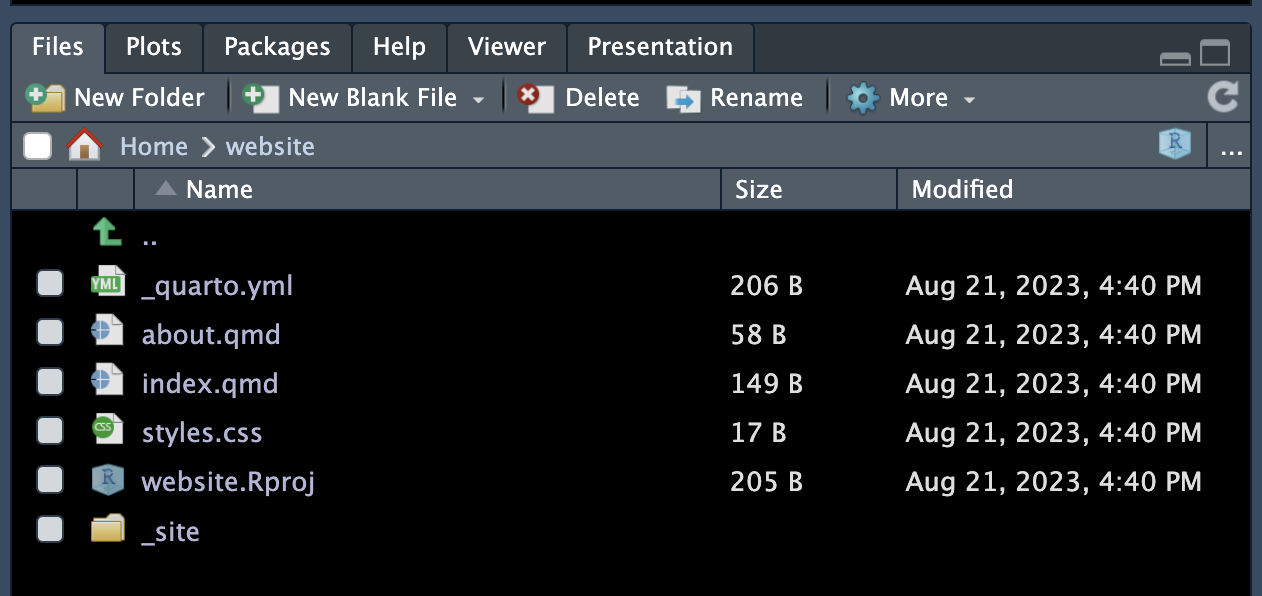 Files Plots Packages Help Viewer Presentation
New Folder New Blank File Delete Rename More
Home website R ...
Name Size Modified
..
YML _quarto.yml 206 B Aug 21, 2023, 4:40 PM
about.qmd 58 B Aug 21, 2023, 4:40 PM
index.qmd 149 B Aug 21, 2023, 4:40 PM
CSS styles.css 17 B Aug 21, 2023, 4:40 PM
R website.Rproj 205 B Aug 21, 2023, 4:40 PM
_site